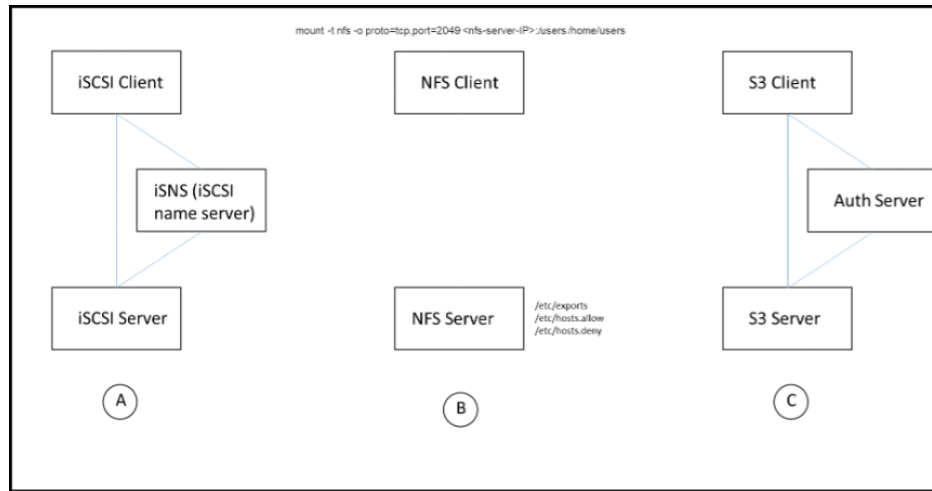 mount -t nfs -o proto=tcp,port=2049 <nfs-server-IP>:/users /home/users
iSCSI Client
NFS Client
S3 Client
iSNS (iSCSI
name server)
Auth Server
iSCSI Server
NFS Server
/etc/exports
/etc/hosts.allow
/etc/hosts.deny
S3 Server
A
B
C